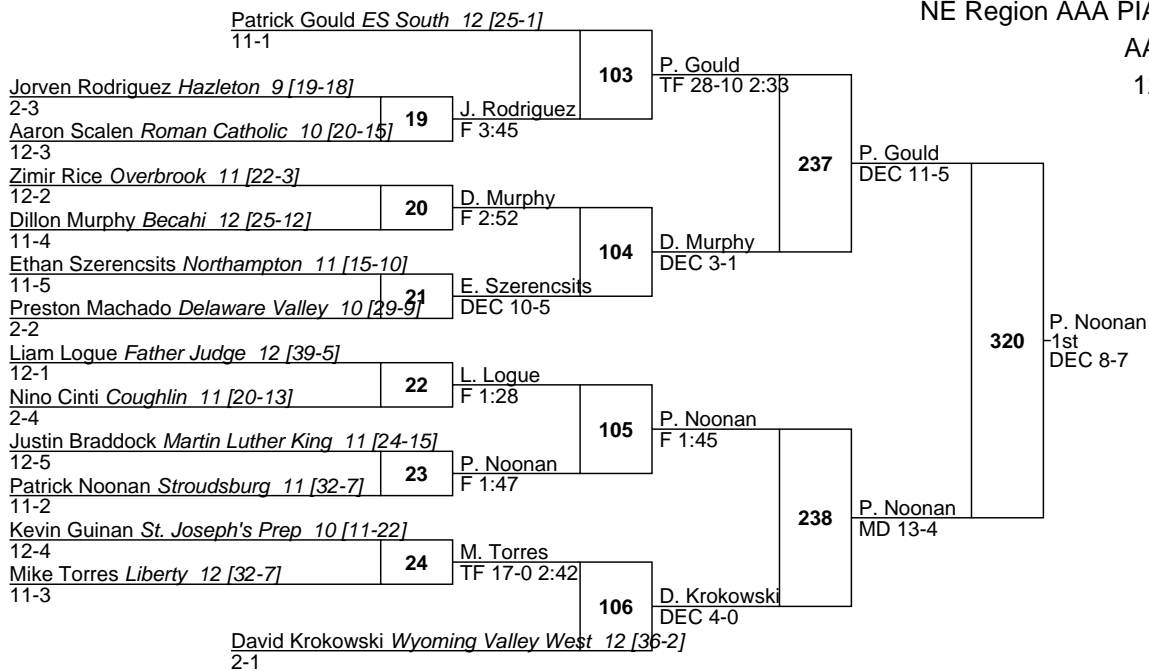 NE Region AAA PIA
AA
1
Patrick Gould ES South 12 [25-1]
11-1
103
P. Gould
TF 28-10 2:33
Jorven Rodriguez Hazleton 9 [19-18]
2-3
19
J. Rodriguez
F 3:45
Aaron Scalen Roman Catholic 10 [20-15]
12-3
237
P. Gould
DEC 11-5
Zimir Rice Overbrook 11 [22-3]
12-2
20
D. Murphy
F 2:52
Dillon Murphy Becahi 12 [25-12]
11-4
104
D. Murphy
DEC 3-1
Ethan Szerencsits Northampton 11 [15-10]
11-5
21
E. Szerencsits
DEC 10-5
Preston Machado Delaware Valley 10 [29-9]
2-2
320
P. Noonan
1st
DEC 8-7
Liam Logue Father Judge 12 [39-5]
12-1
22
L. Logue
F 1:28
Nino Cinti Coughlin 11 [20-13]
2-4
105
P. Noonan
F 1:45
Justin Braddock Martin Luther King 11 [24-15]
12-5
23
P. Noonan
F 1:47
Patrick Noonan Stroudsburg 11 [32-7]
11-2
238
P. Noonan
MD 13-4
Kevin Guinan St. Joseph's Prep 10 [11-22]
12-4
24
M. Torres
TF 17-0 2:42
Mike Torres Liberty 12 [32-7]
11-3
106
D. Krokowski
DEC 4-0
David Krokowski Wyoming Valley West 12 [36-2]
2-1